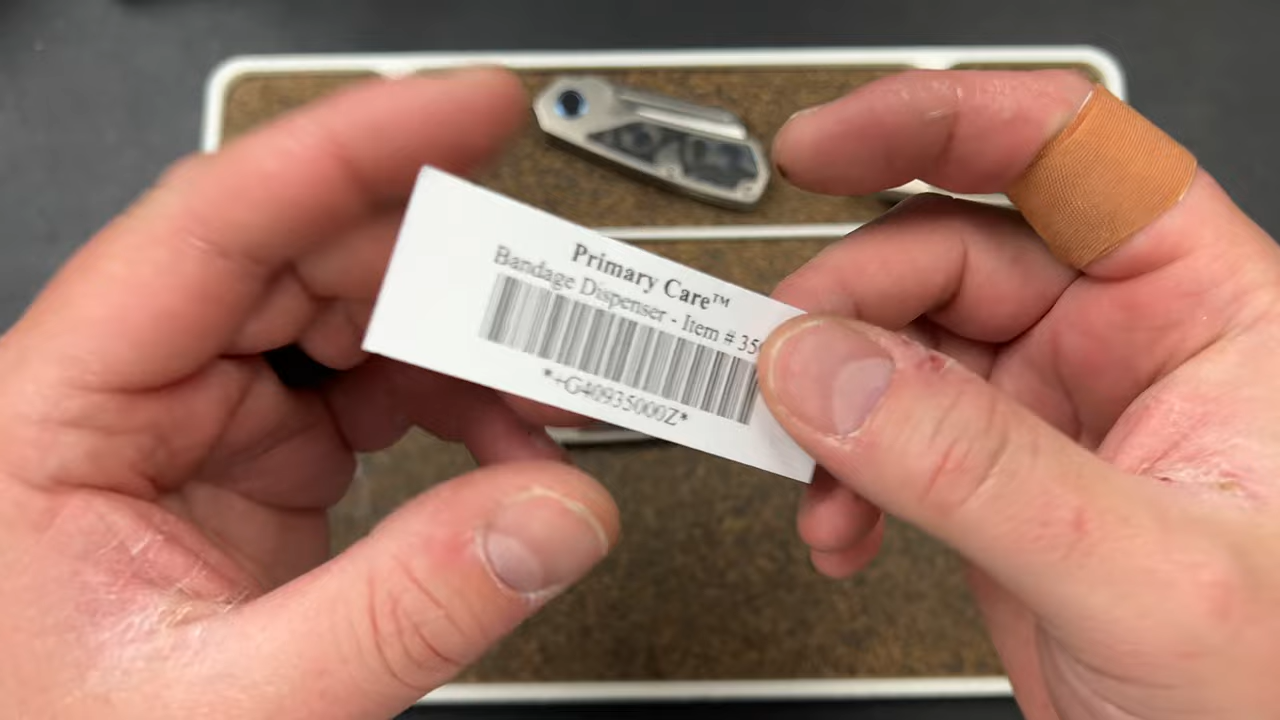 Primary Care™
Bandage Dispenser - Item # 35
*+G40935000Z*